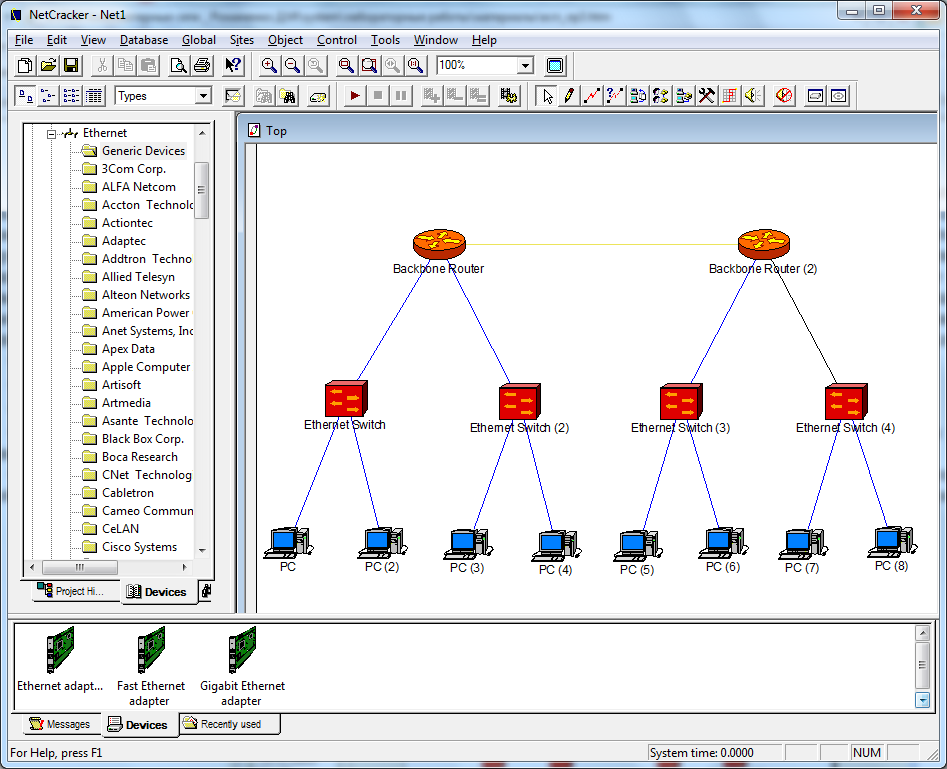 NetCracker - Net1
File Edit View Database Global Sites Object Control Tools Window Help
100%
Types
Top
Ethernet
Generic Devices
3Com Corp.
ALFA Netcom
Accton Technolo
Actiontec
Adaptec
Addtron Techno
Allied Telesyn
Alteon Networks
American Power
Anet Systems, Inc
Apex Data
Apple Computer
Artisoft
Artmedia
Asante Technolo
Black Box Corp.
Boca Research
CNet Technolog
Cabletron
Cameo Commun
CeLAN
Cisco Systems
Project Hi...
Devices
Backbone Router
Backbone Router (2)
Ethernet Switch
Ethernet Switch (2)
Ethernet Switch (3)
Ethernet Switch (4)
PC
PC (2)
PC (3)
PC (4)
PC (5)
PC (6)
PC (7)
PC (8)
Ethernet adapt...
Fast Ethernet
adapter
Gigabit Ethernet
adapter
Messages
Devices
Recently used
For Help, press F1
System time: 0.0000
NUM